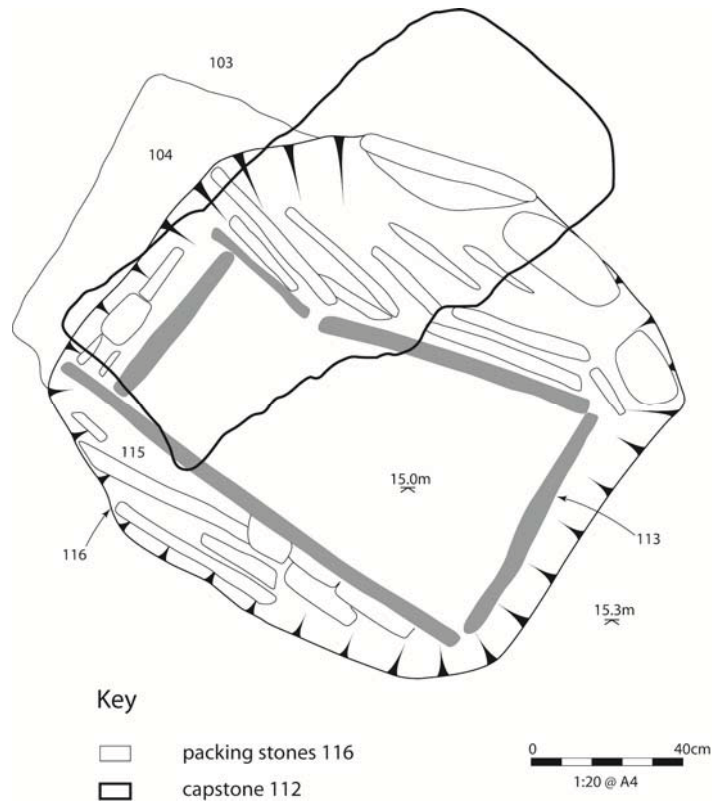 103
104
115
116
15.0m
113
15.3m
Key
packing stones 116
capstone 112
0 40cm
1:20 @ A4